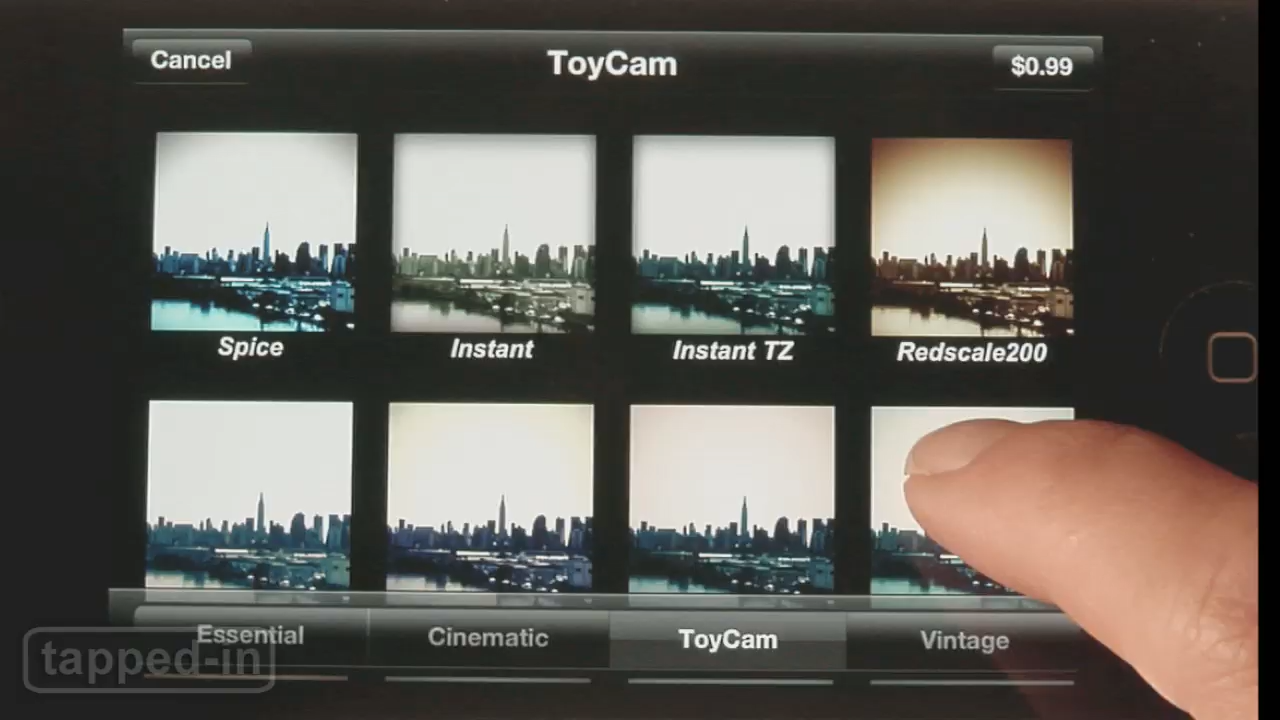 Cancel
ToyCam
$0.99
Spice
Instant
Instant TZ
Redscale200
Essential
Cinematic
ToyCam
Vintage
tapped-in